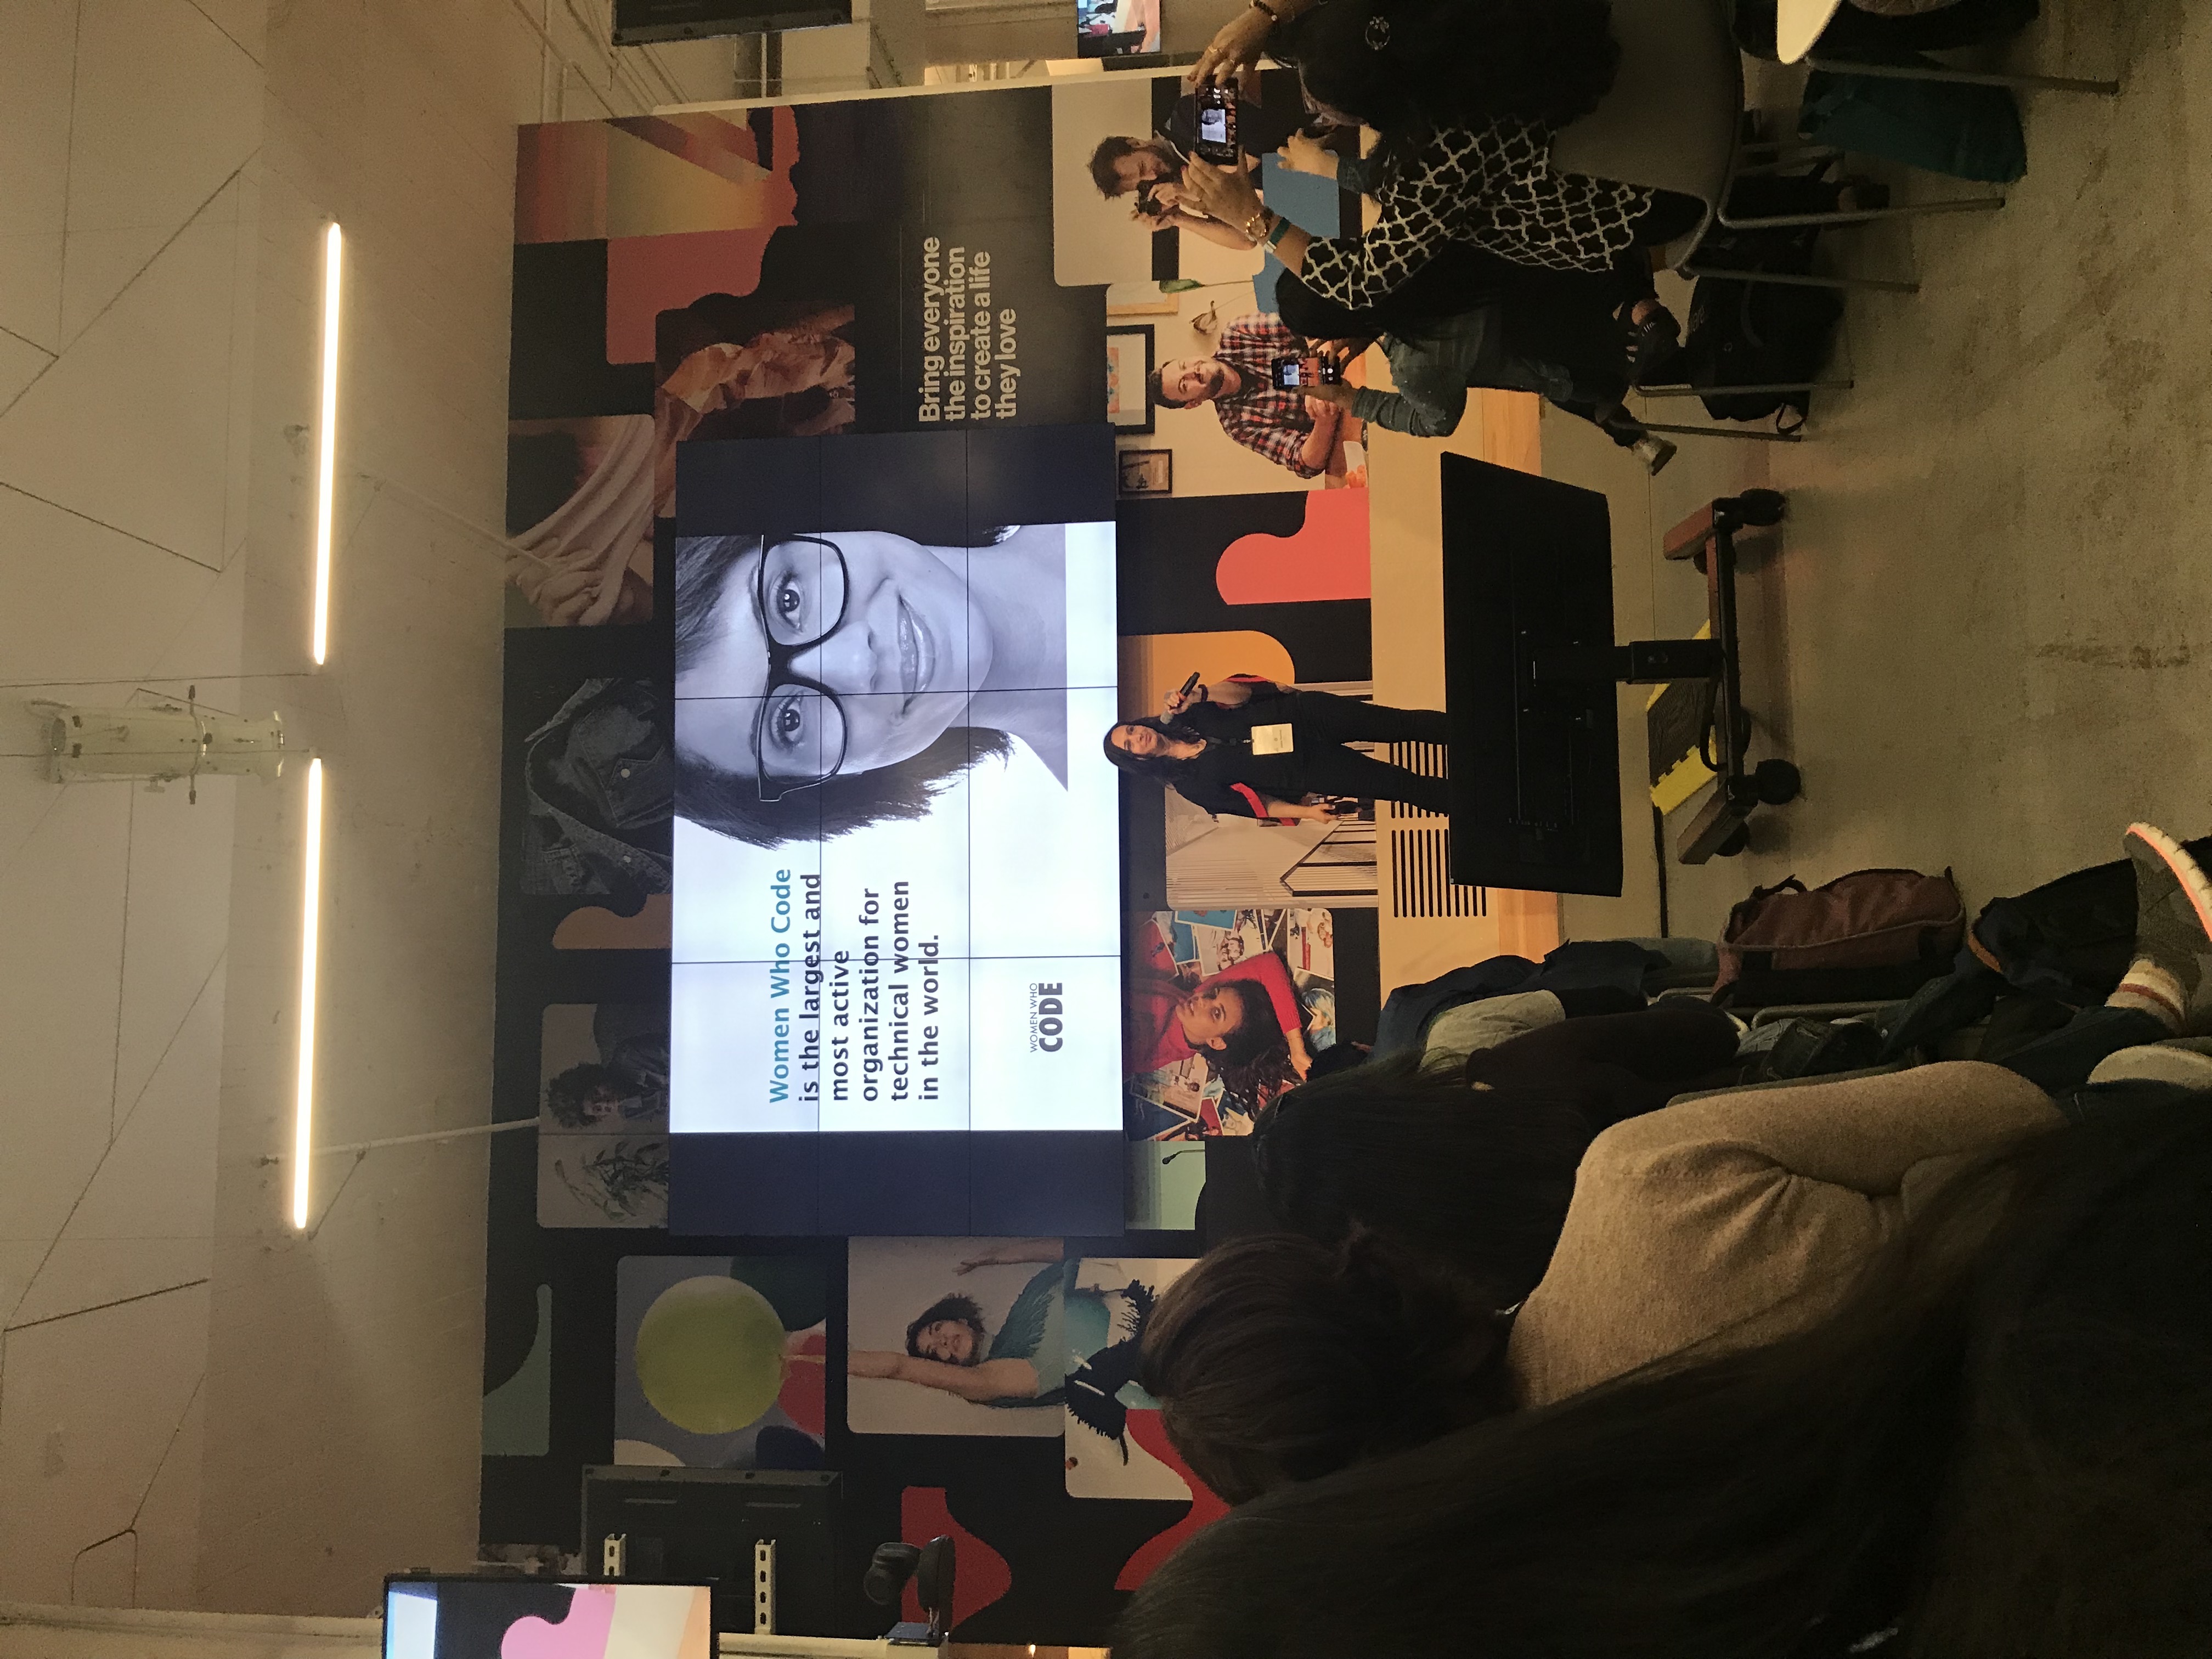 Women Who Code
is the largest and
most active
organization for
technical women
in the world.
WOMEN WHO
CODE
Bring everyone
the inspiration
to create a life
they love